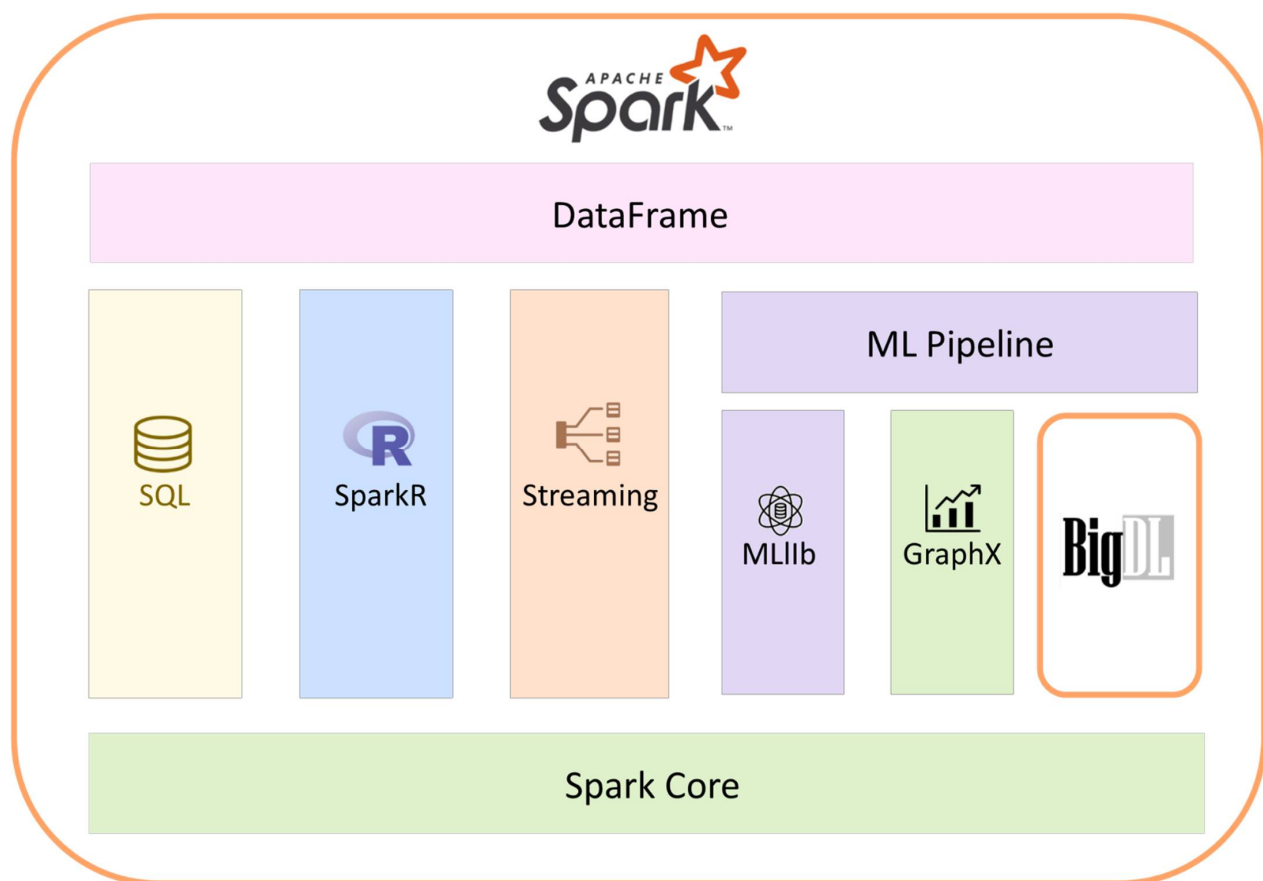 APACHE
Spark
TM
DataFrame
ML Pipeline
SQL
SparkR
Streaming
MLlIb
GraphX
BigDL
Spark Core